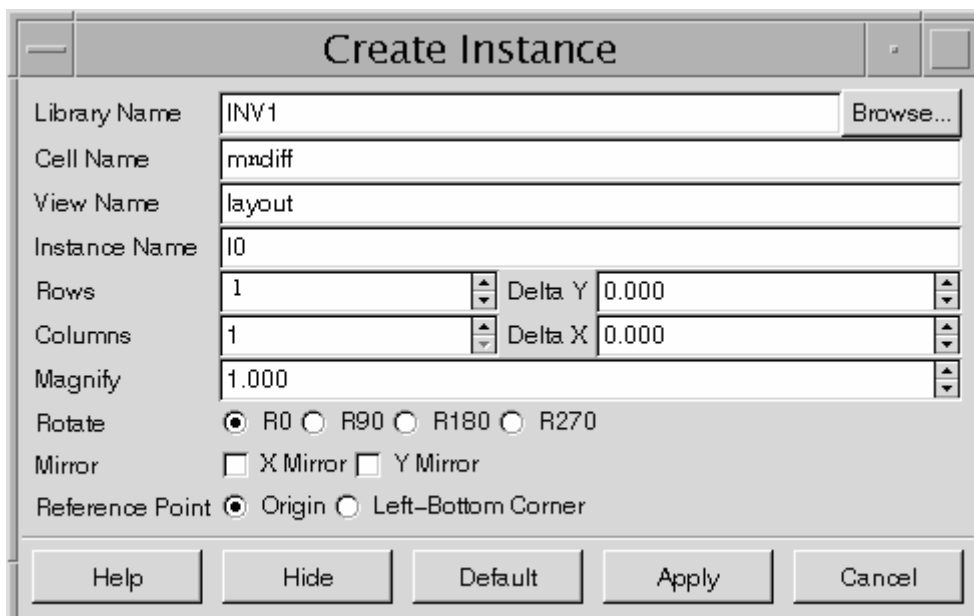 Create Instance
Library Name INV1 Browse...
Cell Name mndiff
View Name layout
Instance Name I0
Rows 1 Delta Y 0.000
Columns 1 Delta X 0.000
Magnify 1.000
Rotate R0 R90 R180 R270
Mirror X Mirror Y Mirror
Reference Point Origin Left-Bottom Corner
Help Hide Default Apply Cancel